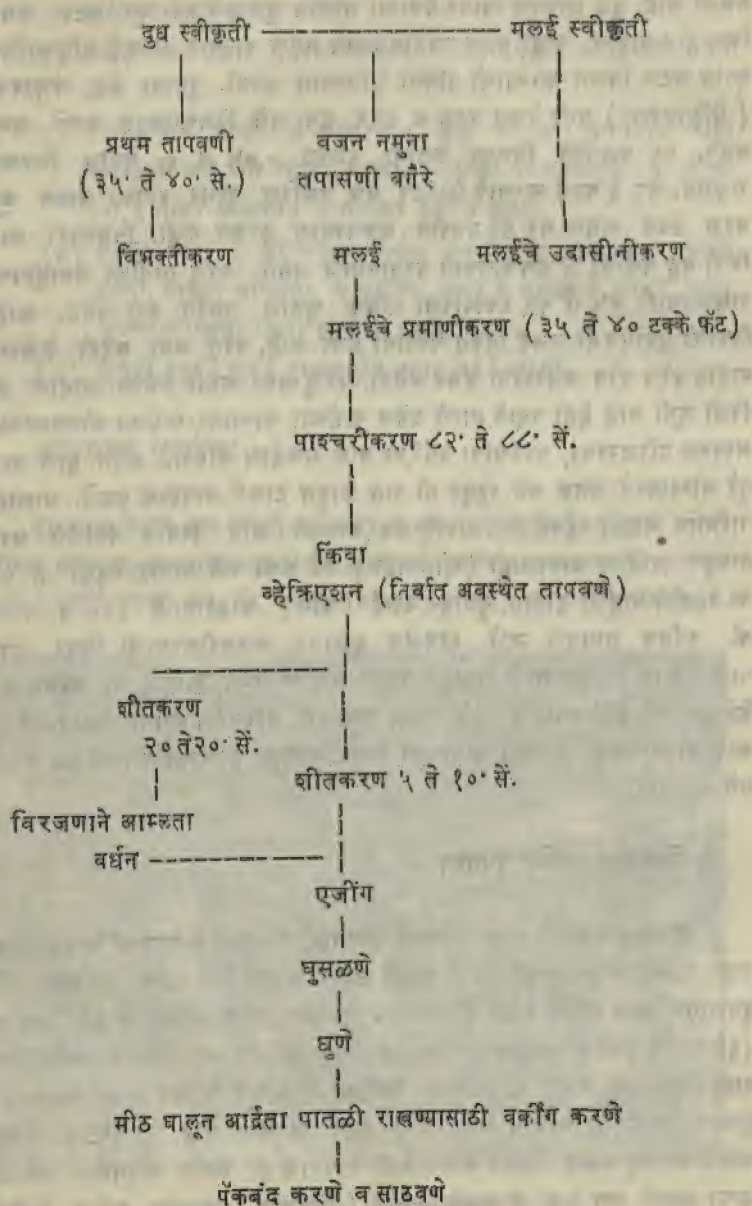 दुध स्वीकृती ——————— मलई स्वीकृती
प्रथम तापवणी वजन नमुना
(३५° ते ४०° से.) तपासणी वगैरे
विभक्तीकरण मलई मलईचे उदासीनीकरण
मलईचे प्रमाणीकरण (३५ ते ४० टक्के फॅट)
पाश्चरीकरण ८२° ते ८८° सें.
किंवा
व्हेक्रिएशन (निर्वात अवस्थेत तापवणे)
शीतकरण
२० ते २०° सें.
शीतकरण ५ ते १०° सें.
विरजणाने आम्लता
वर्धन
एजींग
घुसळणे
धुणे
मीठ घालून आर्द्रता पातळी राखण्यासाठी वर्कींग करणे
पॅकबंद करणे व साठवणे